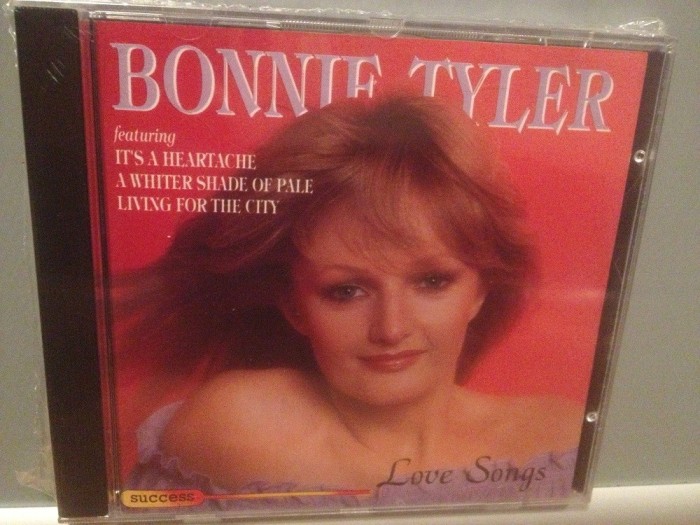 BONNIE TYLER
featuring
IT'S A HEARTACHE
A WHITER SHADE OF PALE
LIVING FOR THE CITY
Love Songs
success